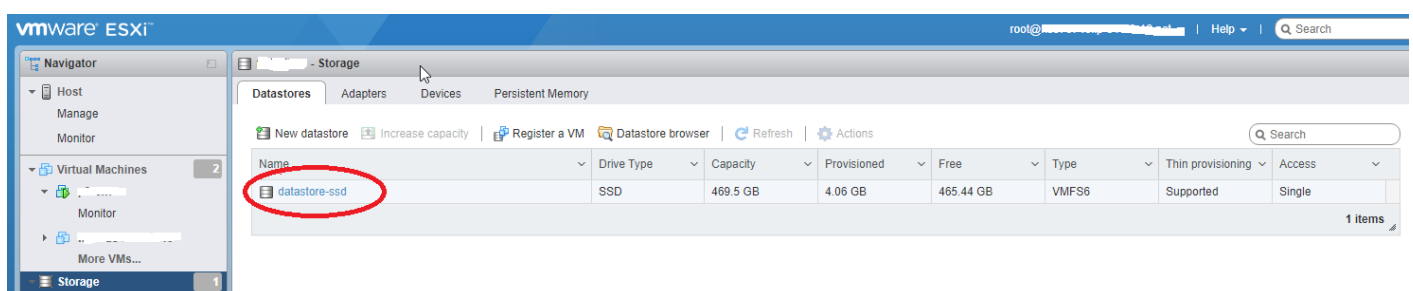 vmware ESXi™
root@ | Help | Search
Navigator
- Storage
Host
Manage
Monitor
Virtual Machines 2
Monitor
More VMs...
Storage 1
Datastores Adapters Devices Persistent Memory
New datastore Increase capacity | Register a VM Datastore browser | Refresh | Actions
Search
Name Drive Type Capacity Provisioned Free Type Thin provisioning Access
datastore-ssd SSD 469.5 GB 4.06 GB 465.44 GB VMFS6 Supported Single
1 items